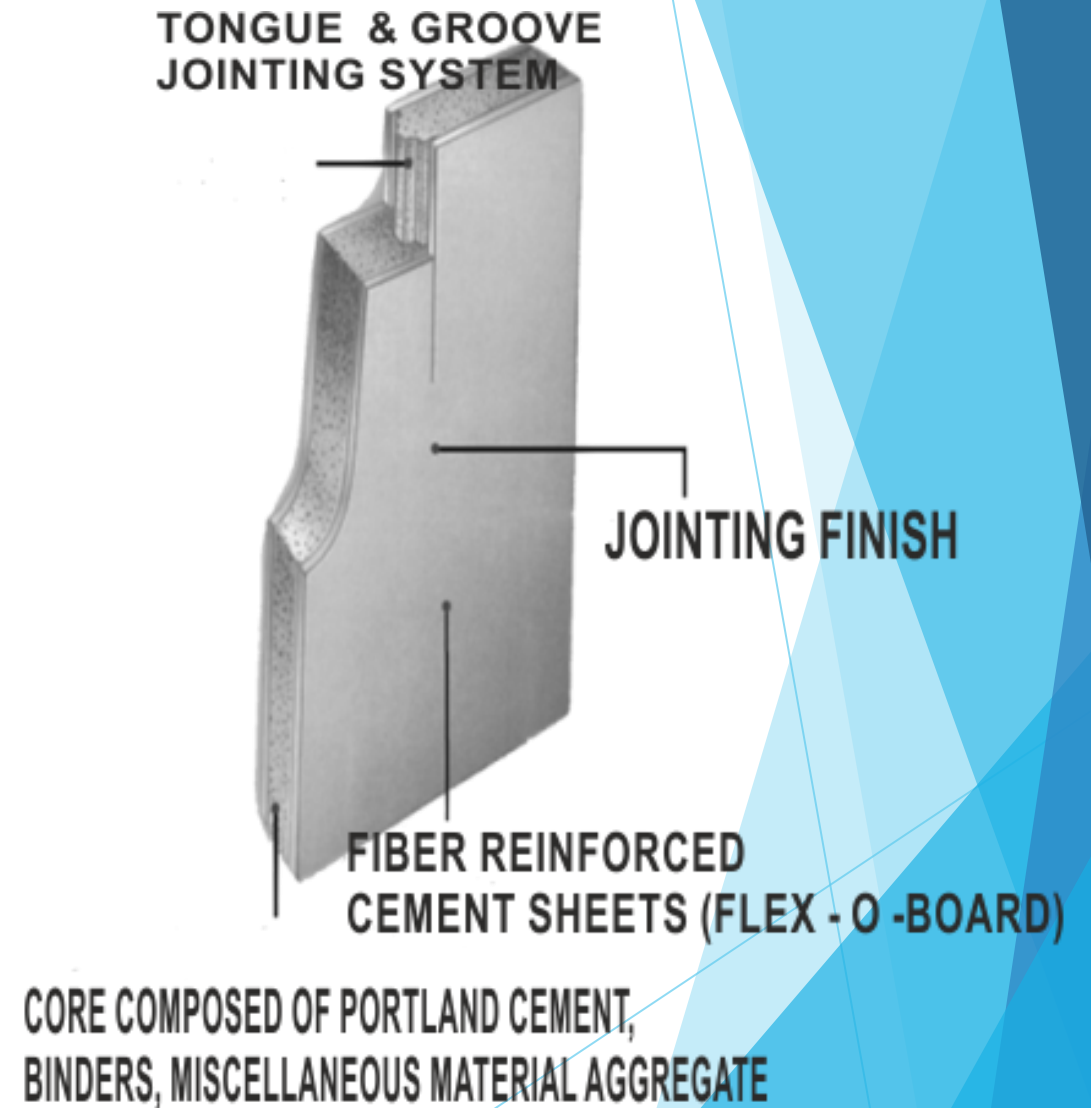 TONGUE & GROOVE
JOINTING SYSTEM
JOINTING FINISH
FIBER REINFORCED
CEMENT SHEETS (FLEX - O -BOARD)
CORE COMPOSED OF PORTLAND CEMENT,
BINDERS, MISCELLANEOUS MATERIAL AGGREGATE